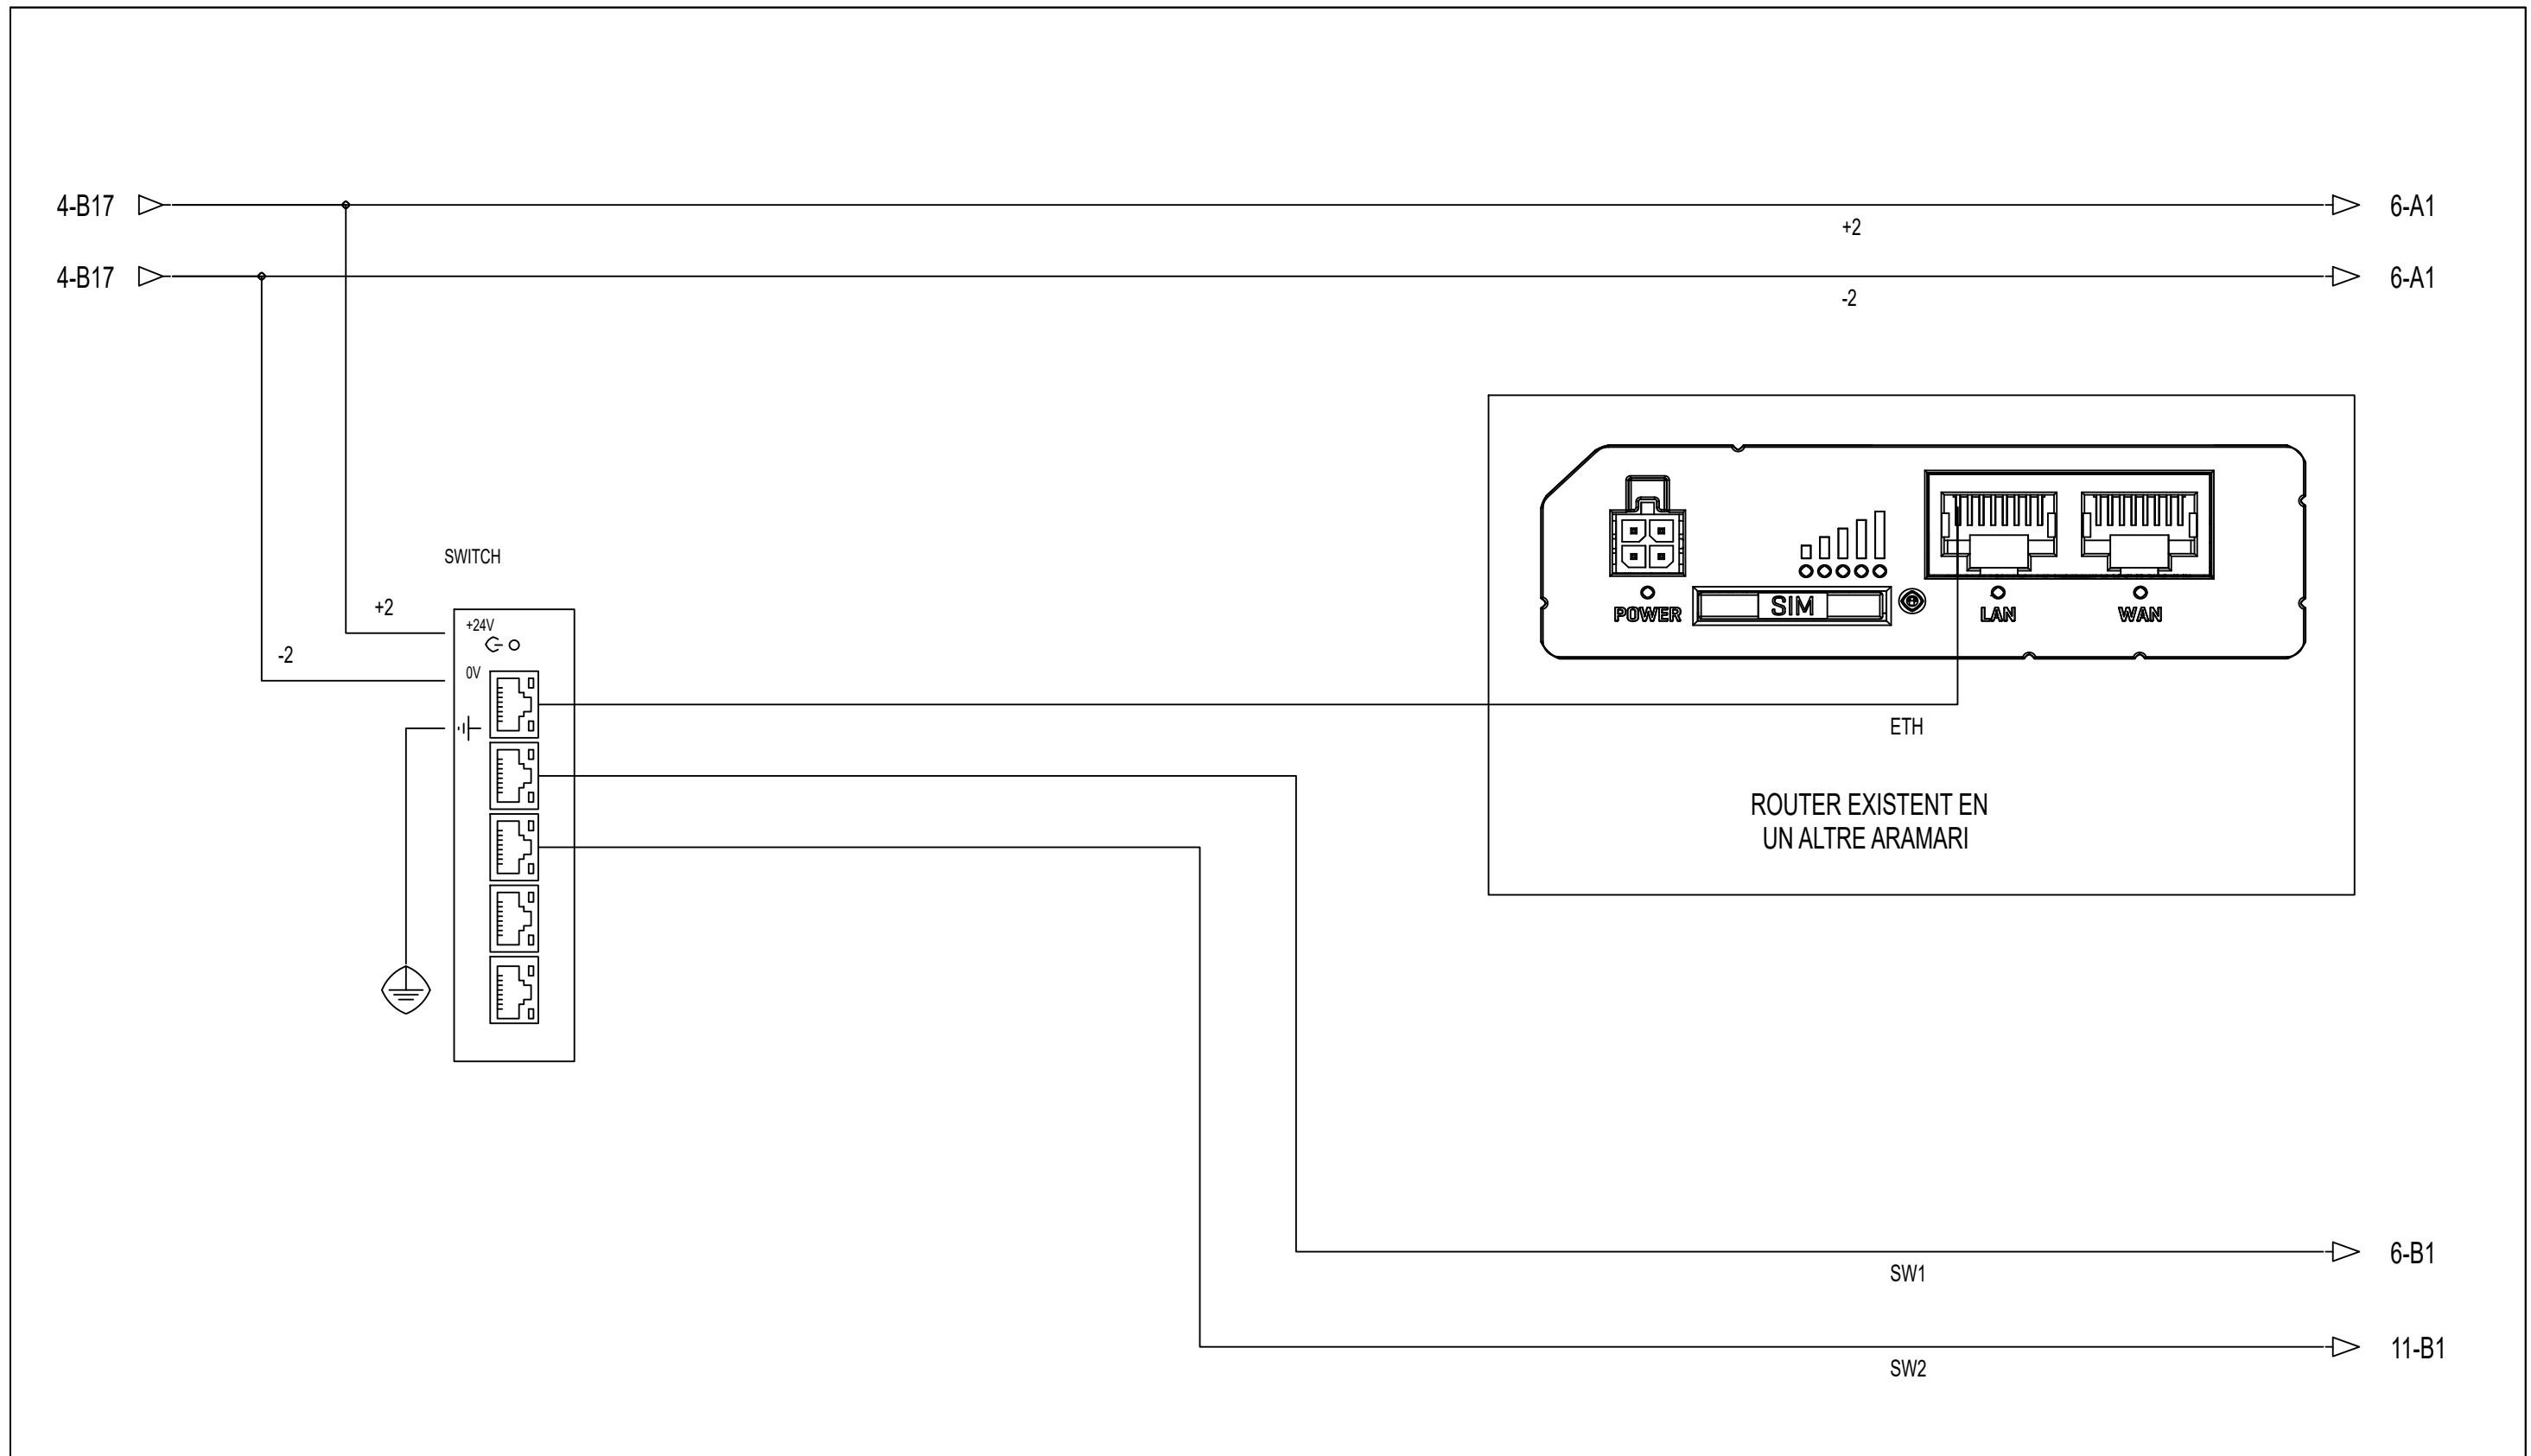 4-B17
6-A1
+2
4-B17
6-A1
-2
SWITCH
+2
+24V
-2
0V
POWER
SIM
LAN
WAN
ETH
ROUTER EXISTENT EN
UN ALTRE ARAMARI
6-B1
SW1
11-B1
SW2